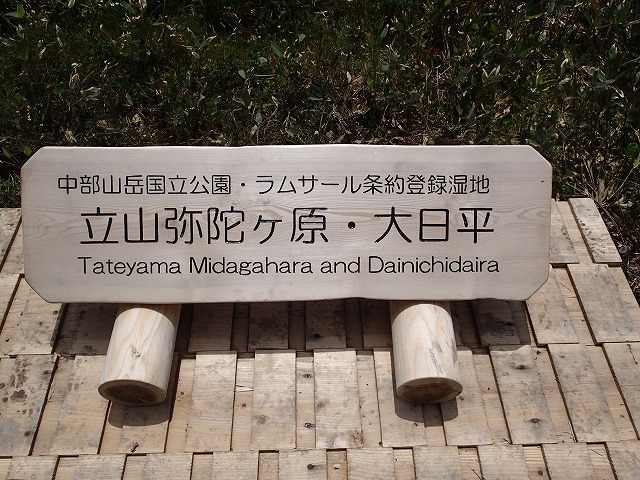 中部山岳国立公園・ラムサール条約登録湿地
立山弥陀ヶ原・大日平
Tateyama Midagahara and Dainichidaira